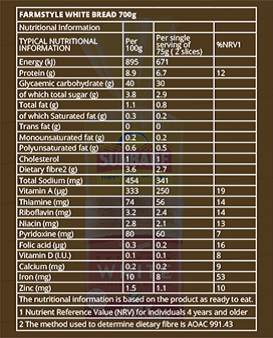 FARMSTYLE WHITE BREAD 700g
Nutritional Information
TYPICAL NUTRITIONAL INFORMATION Per 100g Per single serving of 75g ( 2 slices) %NRV1
Energy (kJ) 895 671
Protein (g) 8.9 6.7 12
Glycaemic carbohydrate (g) 40 30
of which total sugar (g) 3.8 2.9
Total fat (g) 1.1 0.8
of which Saturated fat (g) 0.3 0.2
Trans fat (g) 0 0
Monounsaturated fat (g) 0.2 0.2
Polyunsaturated fat (g) 0.6 0.5
Cholesterol 1 1
Dietary fibre2 (g) 3.6 2.7
Total Sodium (mg) 454 341
Vitamin A (µg) 333 250 19
Thiamine (mg) 74 56 14
Riboflavin (mg) 3.2 2.4 14
Niacin (mg) 2.8 2.1 13
Pyridoxine (mg) 80 60 7
Folic acid (µg) 0.3 0.2 16
Vitamin D (I.U.) 0.1 0.1 8
Calcium (mg) 0.2 0.2 9
Iron (mg) 10 8 53
Zinc (mg) 1.5 1.1 10
The nutritional information is based on the product as ready to eat.
1 Nutrient Reference Value (NRV) for individuals 4 years and older
2 The method used to determine dietary fibre is AOAC 991.43